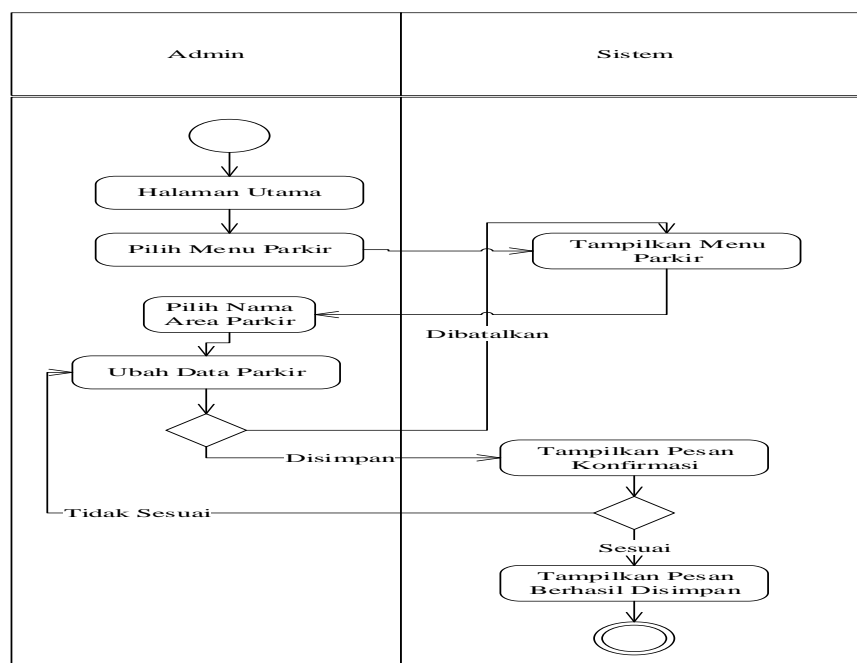 Admin
Sistem
Halaman Utama
Pilih Menu Parkir
Tampilkan Menu
Parkir
Pilih Nama
Area Parkir
Dibatalkan
Ubah Data Parkir
Disimpan
Tampilkan Pesan
Konfirmasi
Tidak Sesuai
Sesuai
Tampilkan Pesan
Berhasil Disimpan